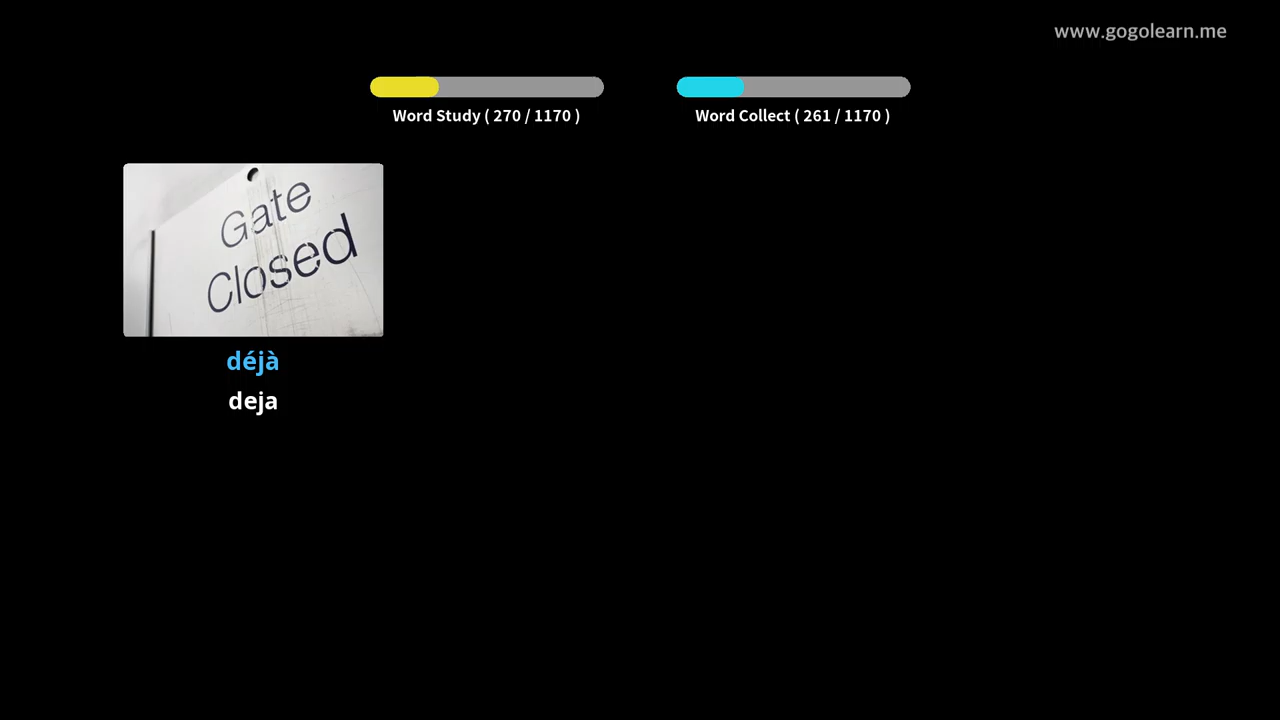 www.gogolearn.me
Word Study ( 270 / 1170 )
Word Collect ( 261 / 1170 )
Gate
Closed
déjà
deja